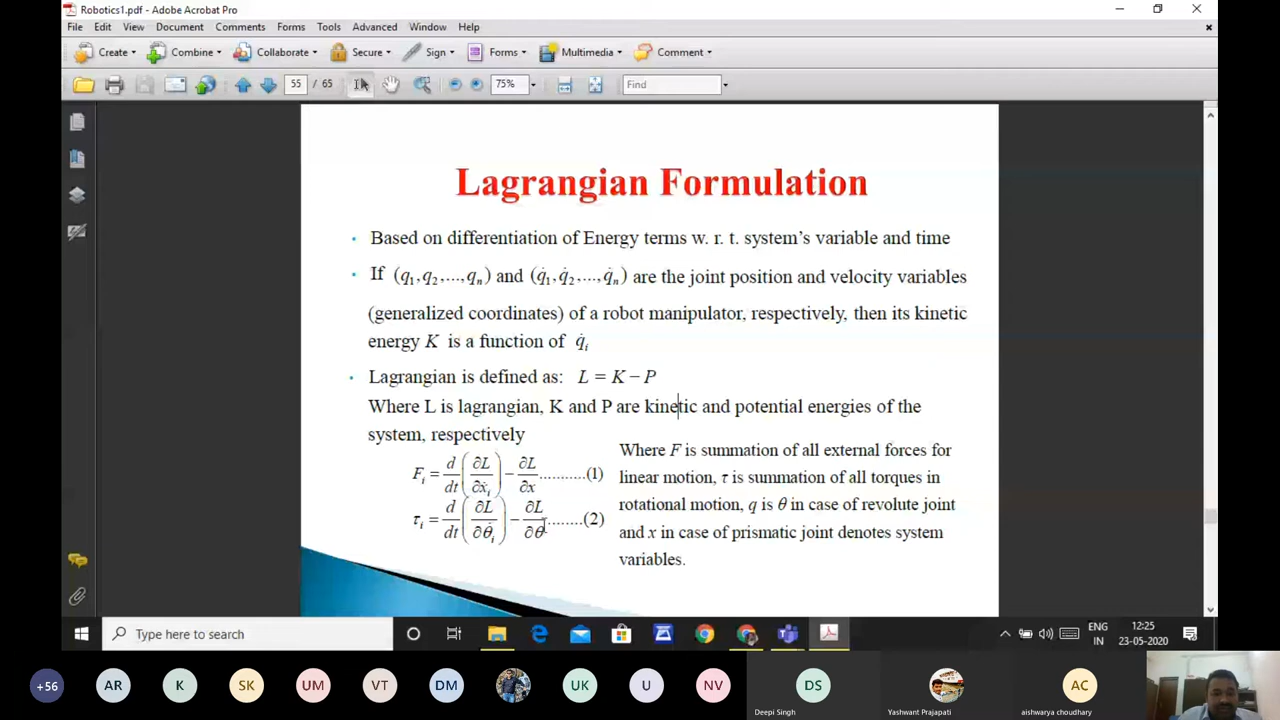 Robotics1.pdf - Adobe Acrobat Pro
File Edit View Document Comments Forms Tools Advanced Window Help
Create Combine Collaborate Secure Sign Forms Multimedia Comment
55 / 65 75% Find
Lagrangian Formulation
• Based on differentiation of Energy terms w. r. t. system's variable and time
• If (q₁,q₂,...,qₙ) and (q̇₁,q̇₂,...,q̇ₙ) are the joint position and velocity variables
(generalized coordinates) of a robot manipulator, respectively, then its kinetic
energy K is a function of q̇ᵢ
• Lagrangian is defined as: L = K − P
Where L is lagrangian, K and P are kinetic and potential energies of the
system, respectively
Fᵢ = d/dt (∂L/∂ẋᵢ) − ∂L/∂x ..........(1)
τᵢ = d/dt (∂L/∂θ̇ᵢ) − ∂L/∂θ ........(2)
Where F is summation of all external forces for
linear motion, τ is summation of all torques in
rotational motion, q is θ in case of revolute joint
and x in case of prismatic joint denotes system
variables.
Type here to search
ENG
IN
12:25
23-05-2020
+56 AR K SK UM VT DM UK U NV DS AC
Deepi Singh Yashwant Prajapati aishwarya choudhary